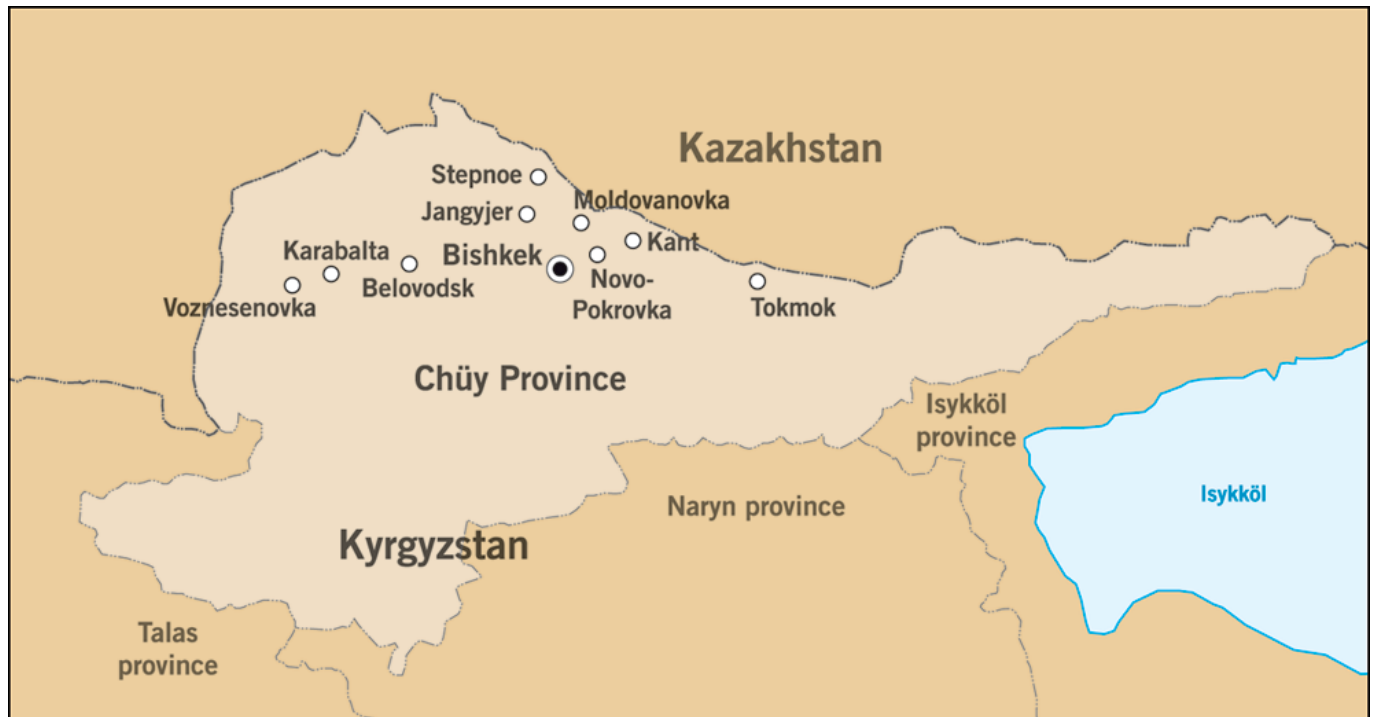 Kazakhstan
Stepnoe
Moldovanovka
Jangyjer
Kant
Karabalta
Bishkek
Belovodsk
Novo-
Pokrovka
Voznesenovka
Tokmok
Chüy Province
Isykköl
province
Isykköl
Naryn province
Kyrgyzstan
Talas
province